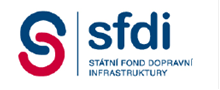 sfdi
STÁTNÍ FOND DOPRAVNÍ
INFRASTRUKTURY